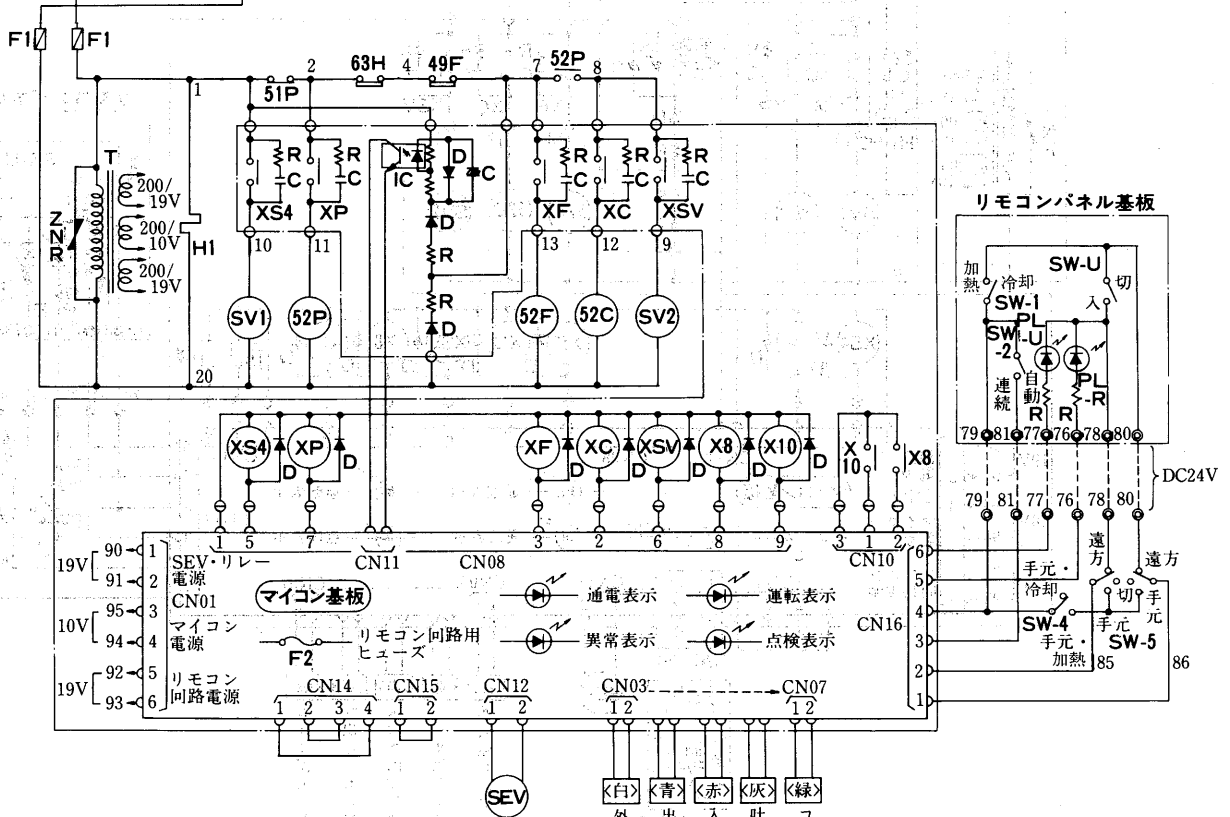 F1 F1
2 63H 4 49F 7 52P 8
1 51P
T
200/
19V
200/
10V
200/
19V
ZNR
H1
R R IC D C R R R
C C C C C
XS4 XP D XF XC XSV
10 11 R 13 12 9
SV1 52P R 52F 52C SV2
D
20
リモコンパネル基板
加熱 冷却 SW-U 切
SW-1 入
SW-2 PL-U
連続 自動 PL-R
R R
79 81 77 76 78 80
DC24V
79 81 77 76 78 80
XS4 D XP D XF D XC D XSV D X8 D X10 D X10 X8
1 5 7 3 2 6 8 9 3 1 2
CN11 CN08 CN10
19V 90 1 SEV・リレー
91 2 電源
CN01
10V 95 3 マイコン
94 4 電源
19V 92 5 リモコン
93 6 回路電源
マイコン基板
F2 リモコン回路用
ヒューズ
通電表示 運転表示
異常表示 点検表示
CN16
6
5
4
3
2
1
遠方 遠方
手元・
冷却 切 手元
SW-4 手元 SW-5
手元・
加熱 85 86
CN14 CN15 CN12 CN03 CN07
1 2 3 4 1 2 1 2 1 2 1 2
SEV
<白> <青> <赤> <灰> <緑>
外 出 入 吐 フ